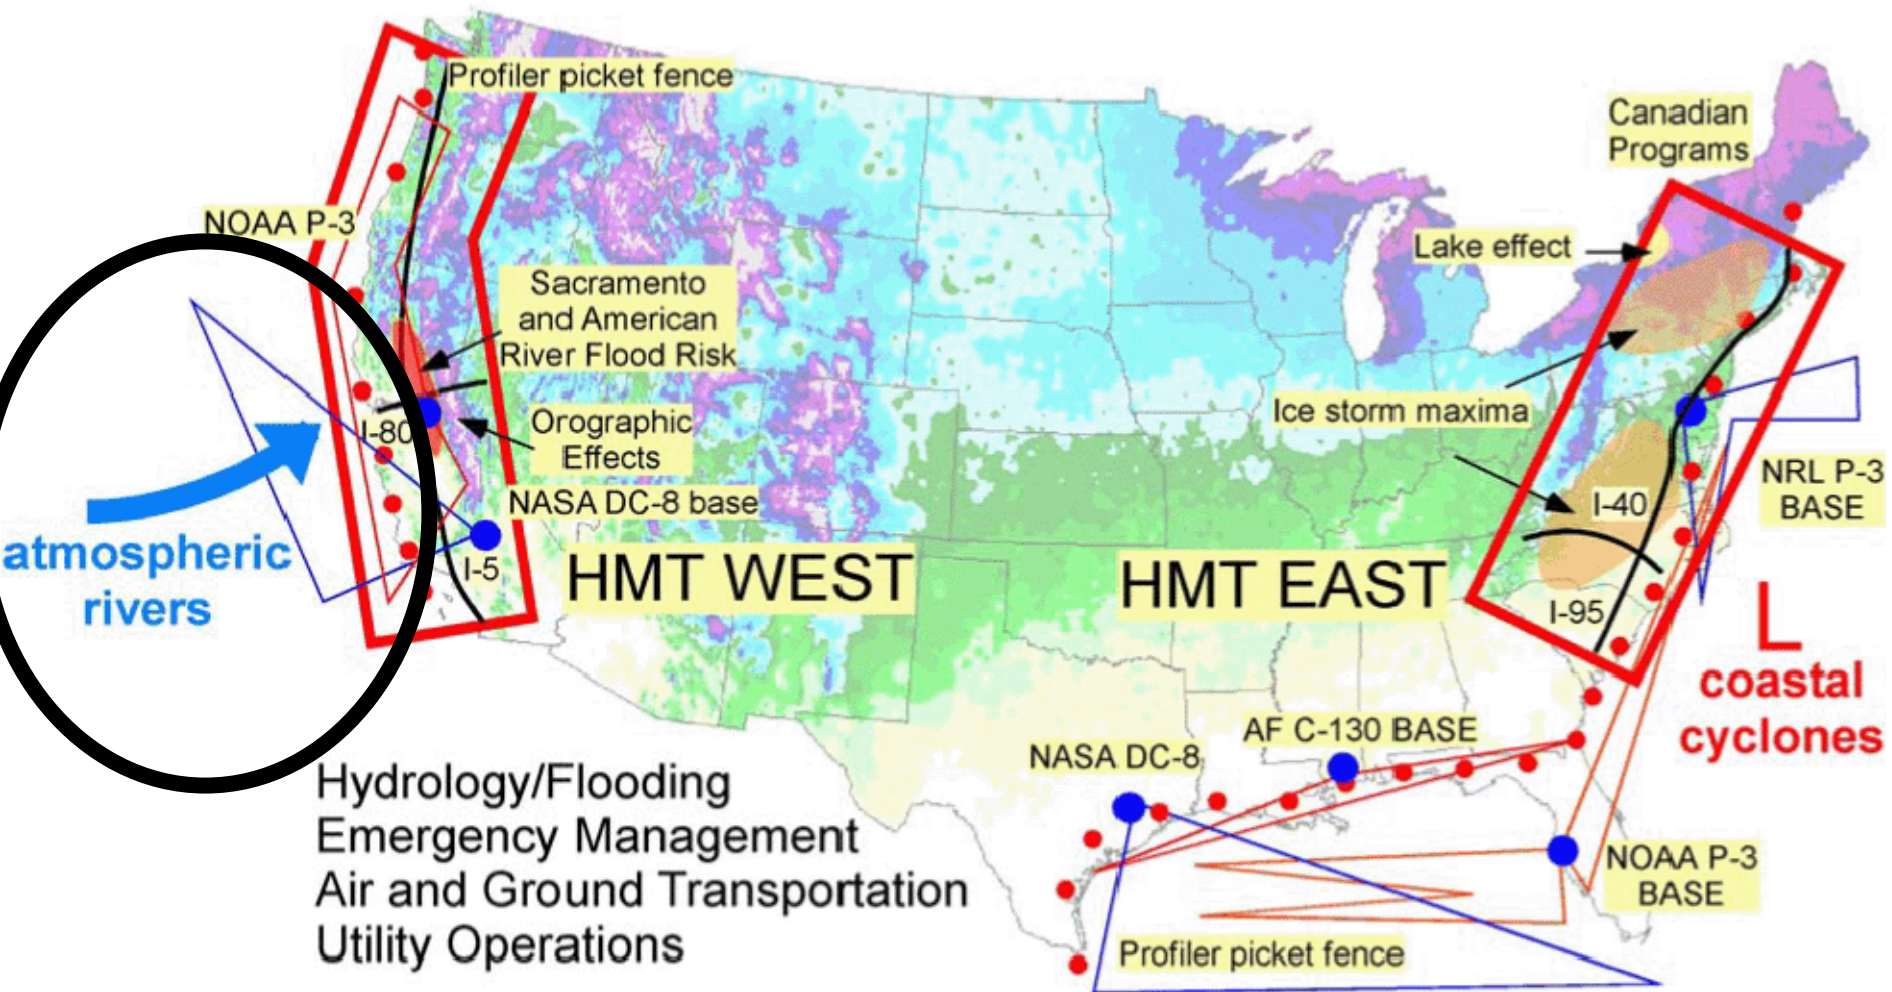 Profiler picket fence
Canadian
Programs
NOAA P-3
Lake effect
Sacramento
and American
River Flood Risk
Ice storm maxima
I-80
Orographic
Effects
NRL P-3
BASE
I-40
NASA DC-8 base
atmospheric
rivers
I-5
HMT WEST
HMT EAST
I-95
L
coastal
cyclones
AF C-130 BASE
NASA DC-8
Hydrology/Flooding
Emergency Management
Air and Ground Transportation
Utility Operations
NOAA P-3
BASE
Profiler picket fence